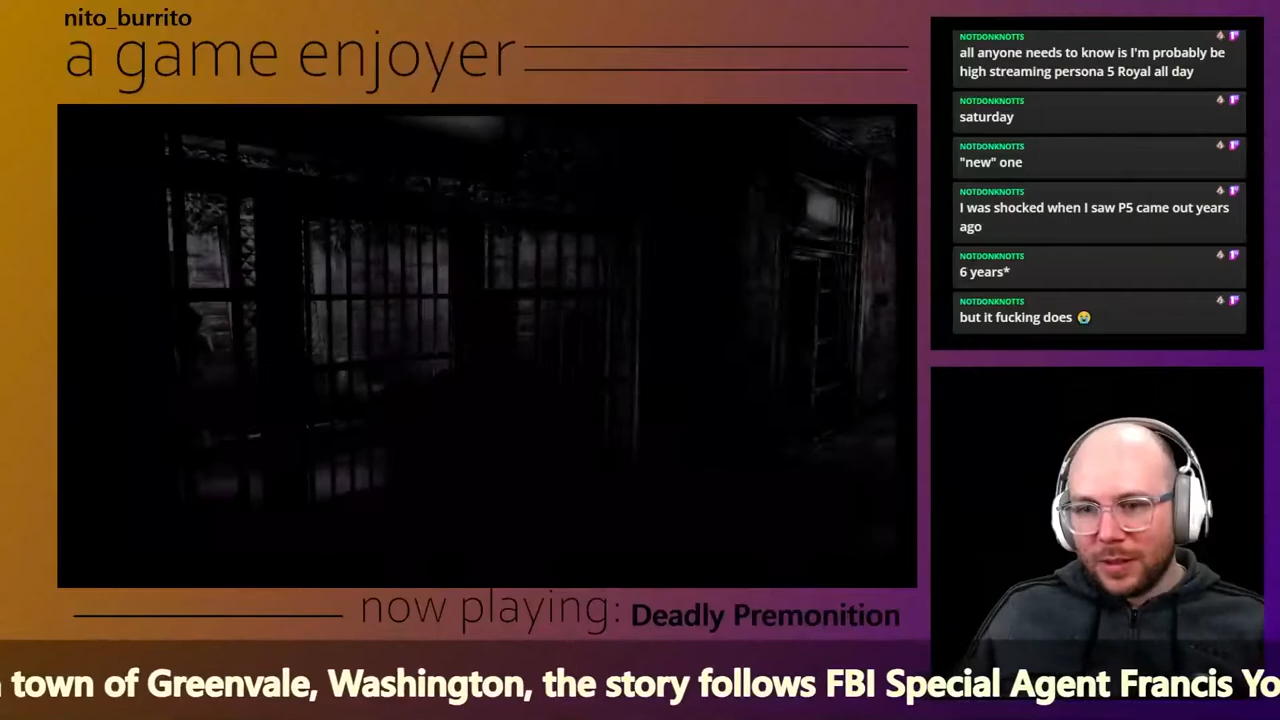 nito_burrito
a game enjoyer
NOTDONKNOTTS
all anyone needs to know is I'm probably be
high streaming persona 5 Royal all day
NOTDONKNOTTS
saturday
NOTDONKNOTTS
"new" one
NOTDONKNOTTS
I was shocked when I saw P5 came out years
ago
NOTDONKNOTTS
6 years*
NOTDONKNOTTS
but it fucking does 😭
now playing: Deadly Premonition
town of Greenvale, Washington, the story follows FBI Special Agent Francis Yo